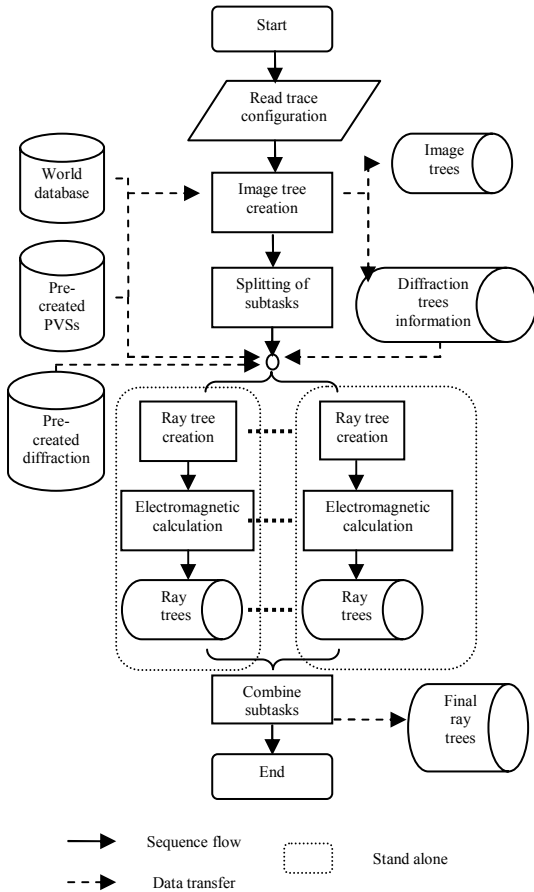 Start
Read trace
configuration
World
database
Image tree
creation
Image
trees
Pre-
created
PVSs
Splitting of
subtasks
Diffraction
trees
information
Pre-
created
diffraction
Ray tree
creation
Ray tree
creation
Electromagnetic
calculation
Electromagnetic
calculation
Ray
trees
Ray
trees
Combine
subtasks
Final
ray
trees
End
Sequence flow
Stand alone
Data transfer